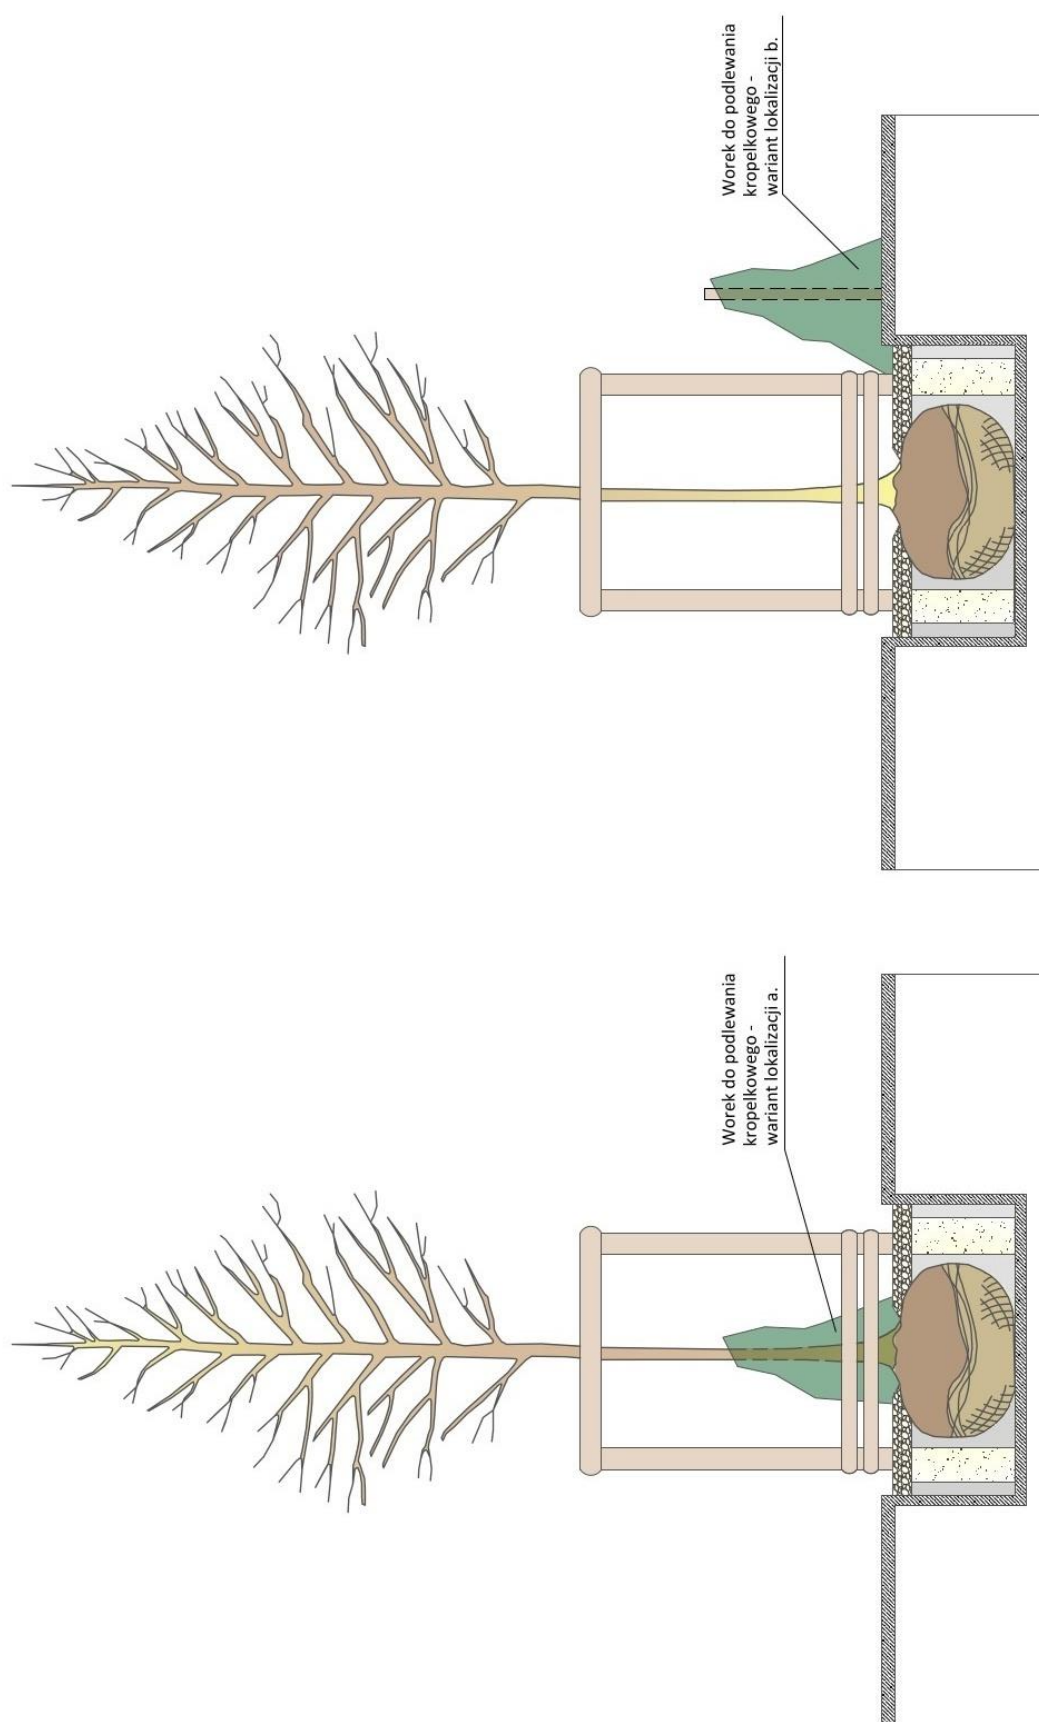 Worek do podlewania
kropelkowego -
wariant lokalizacji a.
Worek do podlewania
kropelkowego -
wariant lokalizacji b.